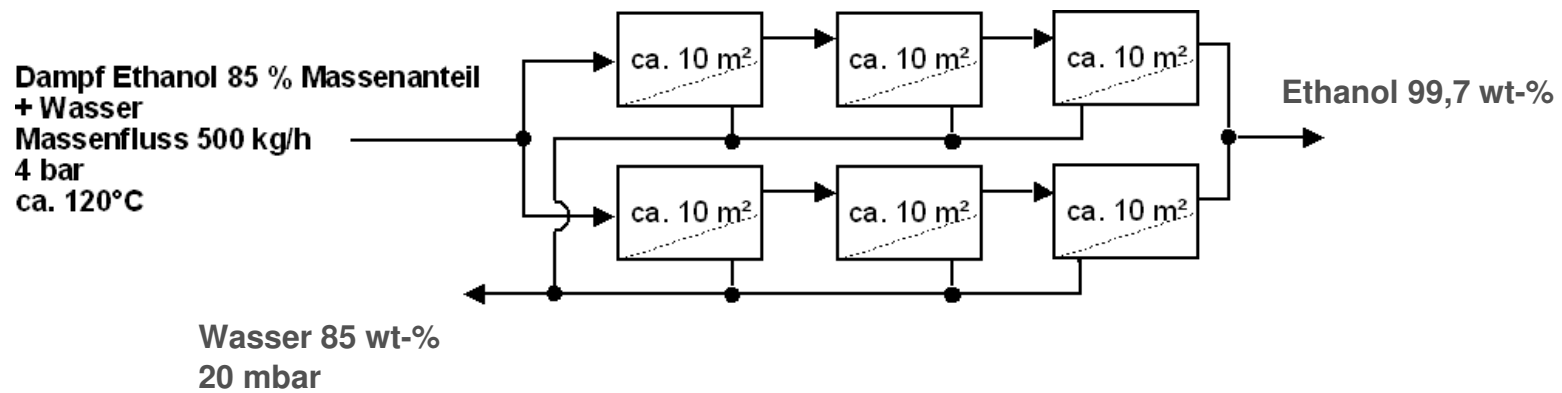 Dampf Ethanol 85 % Massenanteil
+ Wasser
Massenfluss 500 kg/h
4 bar
ca. 120°C
ca. 10 m²
ca. 10 m²
ca. 10 m²
Ethanol 99,7 wt-%
ca. 10 m²
ca. 10 m²
ca. 10 m²
Wasser 85 wt-%
20 mbar